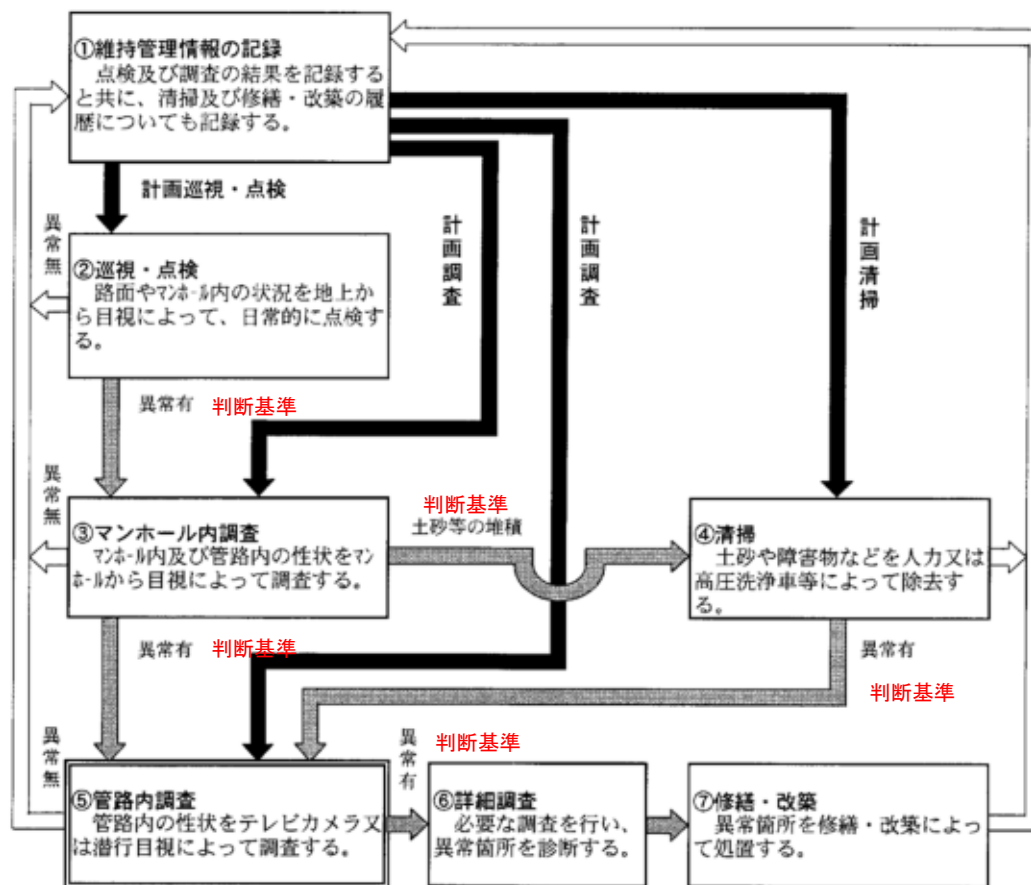 ①維持管理情報の記録
点検及び調査の結果を記録する
と共に、清掃及び修繕・改築の履
歴についても記録する。
計画巡視・点検
異常無
②巡視・点検
路面やﾏﾝﾎｰﾙ内の状況を地上か
ら目視によって、日常的に点検す
る。
計画調査
計画調査
計画清掃
異常有
判断基準
異常無
③マンホール内調査
ﾏﾝﾎｰﾙ内及び管路内の性状をﾏﾝ
ﾎｰﾙから目視によって調査する。
判断基準
土砂等の堆積
④清掃
土砂や障害物などを人力又は
高圧洗浄車等によって除去す
る。
異常有
判断基準
異常有
判断基準
異常無
⑤管路内調査
管路内の性状をテレビカメラ又
は潜行目視によって調査する。
異常有
判断基準
⑥詳細調査
必要な調査を行い、
異常箇所を診断する。
⑦修繕・改築
異常箇所を修繕・改築によっ
て処置する。